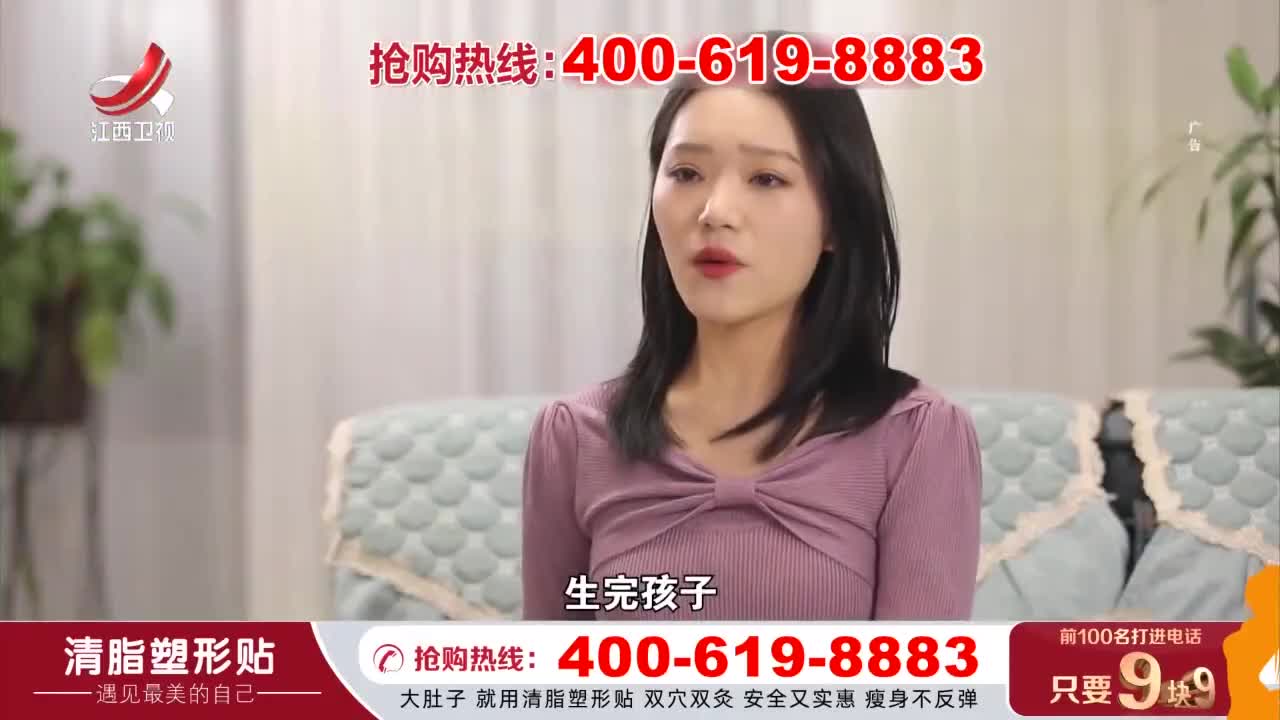 抢购热线:400-619-8883
江西卫视
广告
生完孩子
清脂塑形贴
遇见最美的自己
抢购热线: 400-619-8883
大肚子 就用清脂塑形贴 双穴双灸 安全又实惠 瘦身不反弹
前100名打进电话
只要9块9